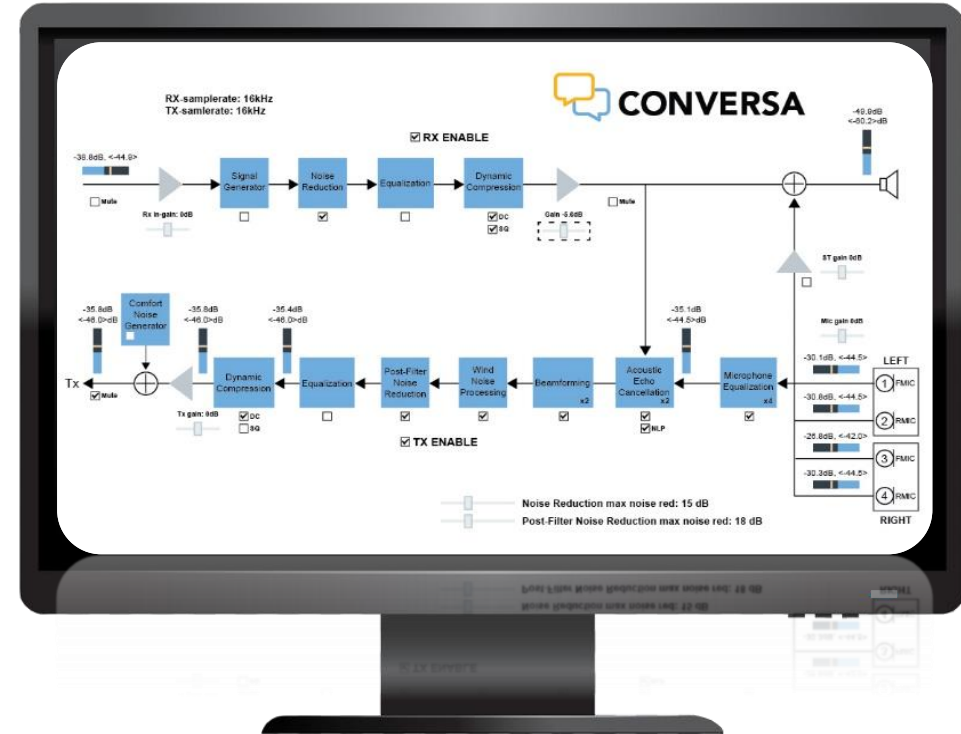 RX-samplerate: 16kHz
TX-samlerate: 16kHz
CONVERSA
-49.9dB
<-60.2>dB
RX ENABLE
-38.8dB, <-44.9>
Mute
Rx in-gain: 0dB
Signal
Generator
Noise
Reduction
Equalization
Dynamic
Compression
DC
SQ
Gain -5.6dB
Mute
ST gain 0dB
Mic gain 0dB
-35.8dB
<-46.0>dB
Comfort
Noise
Generator
-35.8dB
<-46.0>dB
-35.4dB
<-46.0>dB
-35.1dB
<-44.5>dB
Tx
Mute
Tx gain: 0dB
Dynamic
Compression
DC
SQ
Equalization
Post-Filter
Noise
Reduction
Wind
Noise
Processing
Beamforming
x2
Acoustic
Echo
Cancellation
x2
NLP
Microphone
Equalization
x4
TX ENABLE
-30.1dB, <-44.5>
LEFT
1 FMIC
-30.8dB, <-44.5>
2 RMIC
-26.8dB, <-42.0>
3 FMIC
-30.3dB, <-44.5>
4 RMIC
RIGHT
Noise Reduction max noise red: 15 dB
Post-Filter Noise Reduction max noise red: 18 dB